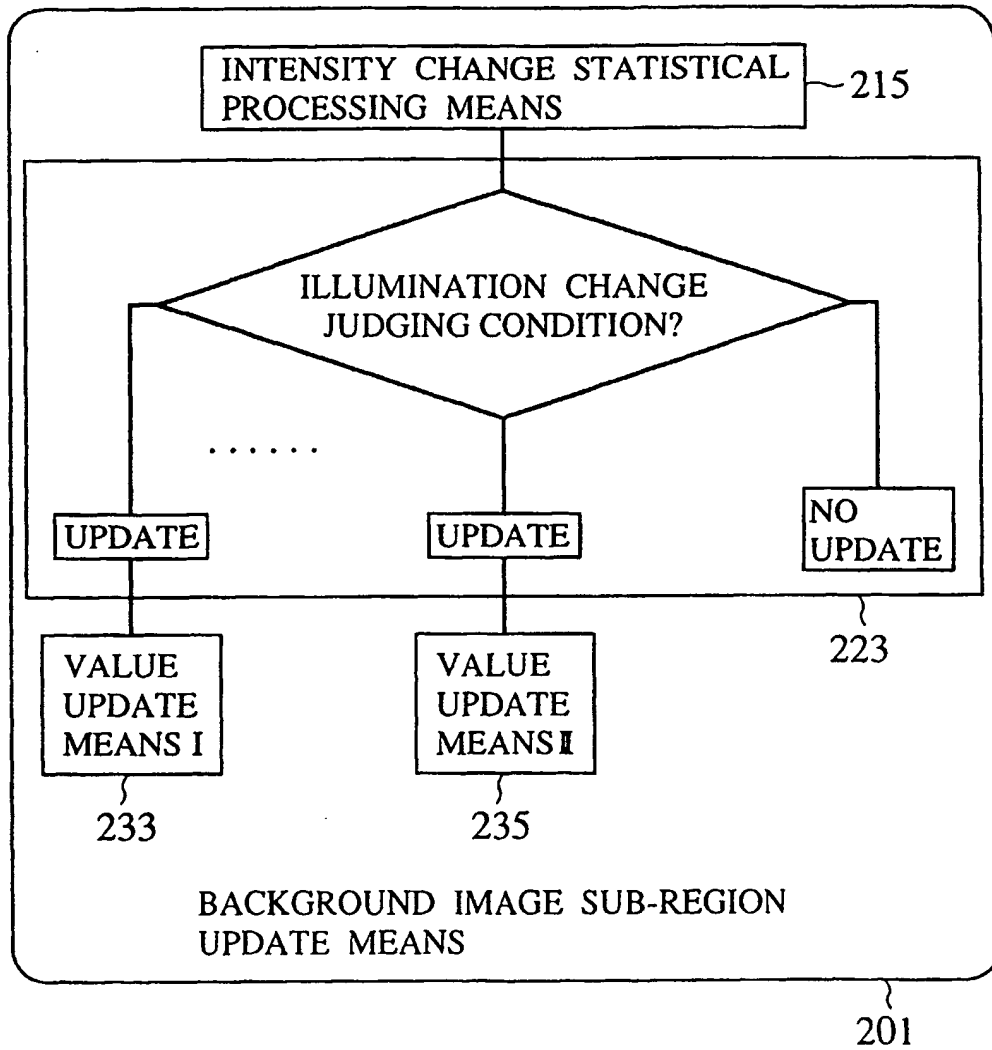 INTENSITY CHANGE STATISTICAL
PROCESSING MEANS
215
ILLUMINATION CHANGE
JUDGING CONDITION?
......
UPDATE
UPDATE
NO
UPDATE
223
VALUE
UPDATE
MEANS I
VALUE
UPDATE
MEANS II
233
235
BACKGROUND IMAGE SUB-REGION
UPDATE MEANS
201